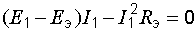 (E₁ − Eэ)I₁ − I₁²Rэ = 0